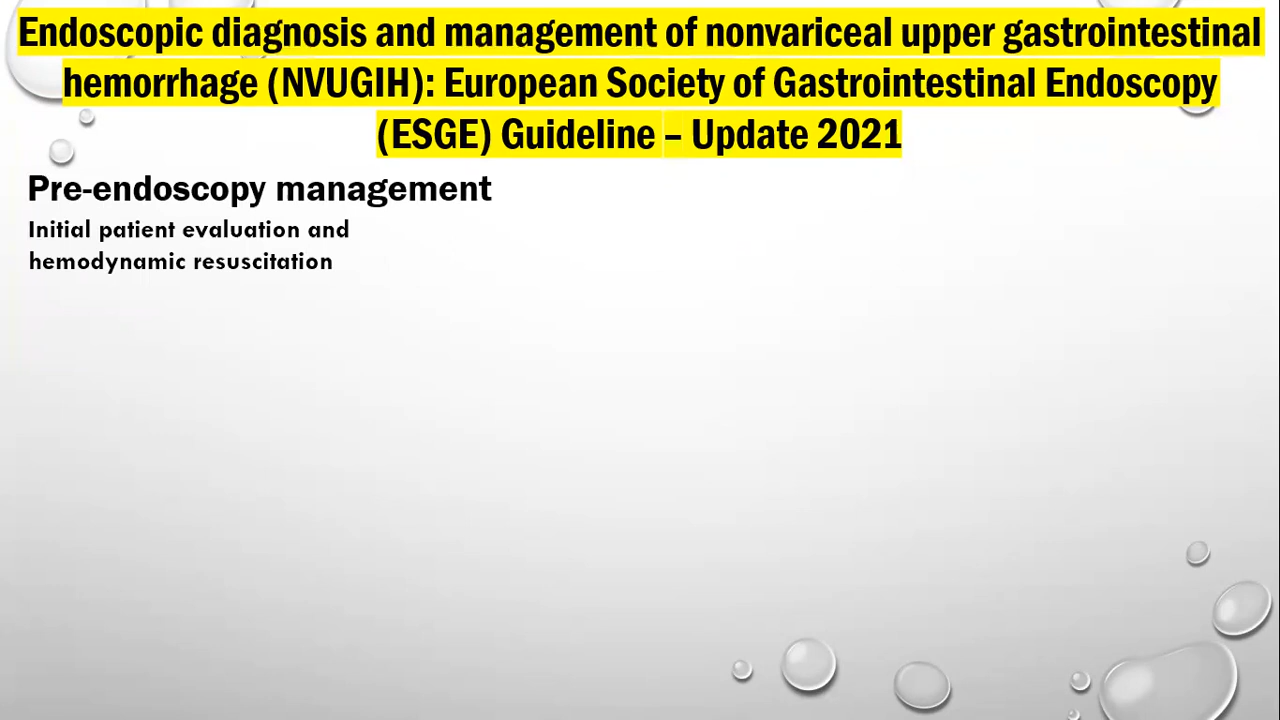 Endoscopic diagnosis and management of nonvariceal upper gastrointestinal
hemorrhage (NVUGIH): European Society of Gastrointestinal Endoscopy
(ESGE) Guideline – Update 2021
Pre-endoscopy management
Initial patient evaluation and
hemodynamic resuscitation